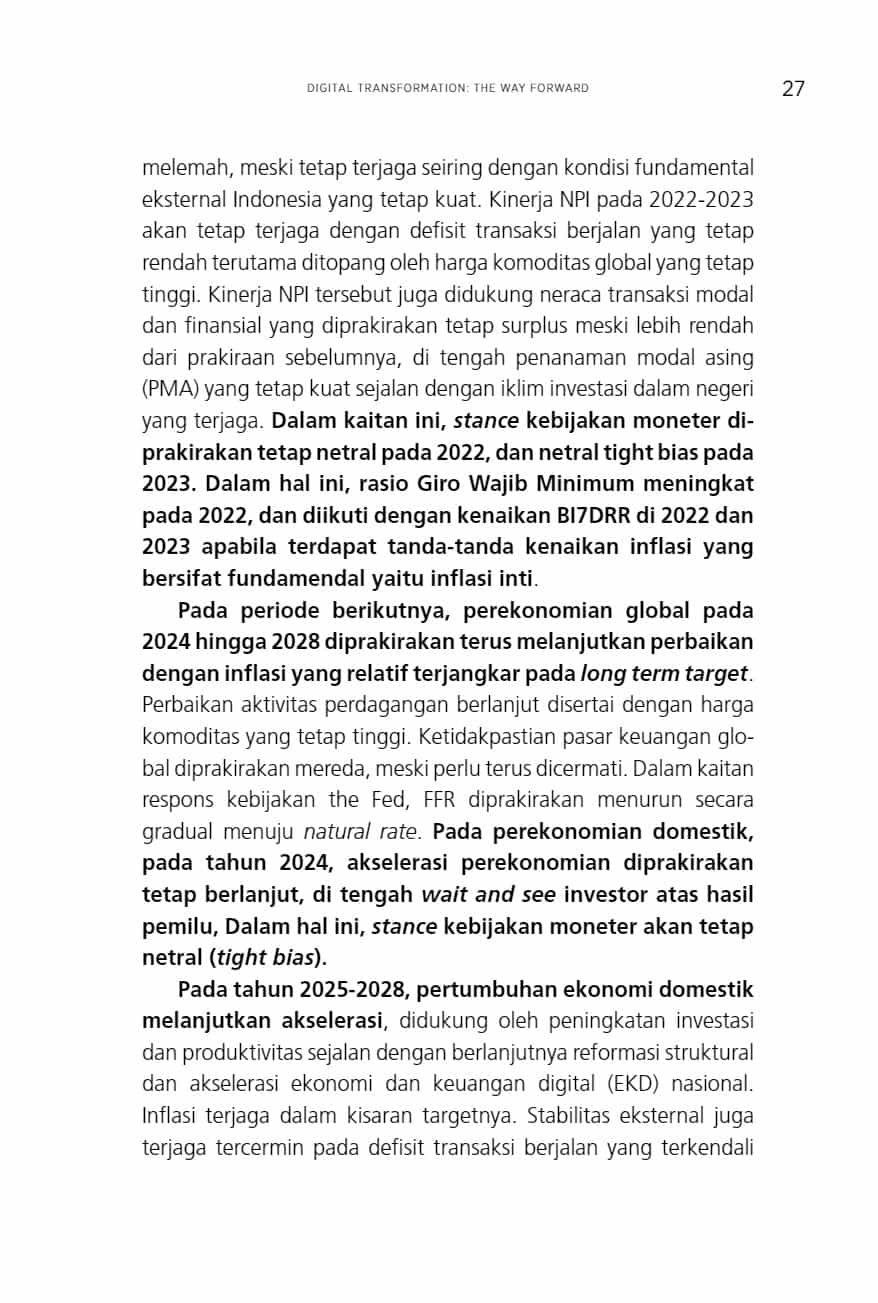 DIGITAL TRANSFORMATION: THE WAY FORWARD
27
melemah, meski tetap terjaga seiring dengan kondisi fundamental
eksternal Indonesia yang tetap kuat. Kinerja NPI pada 2022-2023
akan tetap terjaga dengan defisit transaksi berjalan yang tetap
rendah terutama ditopang oleh harga komoditas global yang tetap
tinggi. Kinerja NPI tersebut juga didukung neraca transaksi modal
dan finansial yang diprakirakan tetap surplus meski lebih rendah
dari prakiraan sebelumnya, di tengah penanaman modal asing
(PMA) yang tetap kuat sejalan dengan iklim investasi dalam negeri
yang terjaga. Dalam kaitan ini, stance kebijakan moneter di-
prakirakan tetap netral pada 2022, dan netral tight bias pada
2023. Dalam hal ini, rasio Giro Wajib Minimum meningkat
pada 2022, dan diikuti dengan kenaikan BI7DRR di 2022 dan
2023 apabila terdapat tanda-tanda kenaikan inflasi yang
bersifat fundamendal yaitu inflasi inti.
Pada periode berikutnya, perekonomian global pada
2024 hingga 2028 diprakirakan terus melanjutkan perbaikan
dengan inflasi yang relatif terjangkar pada long term target.
Perbaikan aktivitas perdagangan berlanjut disertai dengan harga
komoditas yang tetap tinggi. Ketidakpastian pasar keuangan glo-
bal diprakirakan mereda, meski perlu terus dicermati. Dalam kaitan
respons kebijakan the Fed, FFR diprakirakan menurun secara
gradual menuju natural rate. Pada perekonomian domestik,
pada tahun 2024, akselerasi perekonomian diprakirakan
tetap berlanjut, di tengah wait and see investor atas hasil
pemilu, Dalam hal ini, stance kebijakan moneter akan tetap
netral (tight bias).
Pada tahun 2025-2028, pertumbuhan ekonomi domestik
melanjutkan akselerasi, didukung oleh peningkatan investasi
dan produktivitas sejalan dengan berlanjutnya reformasi struktural
dan akselerasi ekonomi dan keuangan digital (EKD) nasional.
Inflasi terjaga dalam kisaran targetnya. Stabilitas eksternal juga
terjaga tercermin pada defisit transaksi berjalan yang terkendali